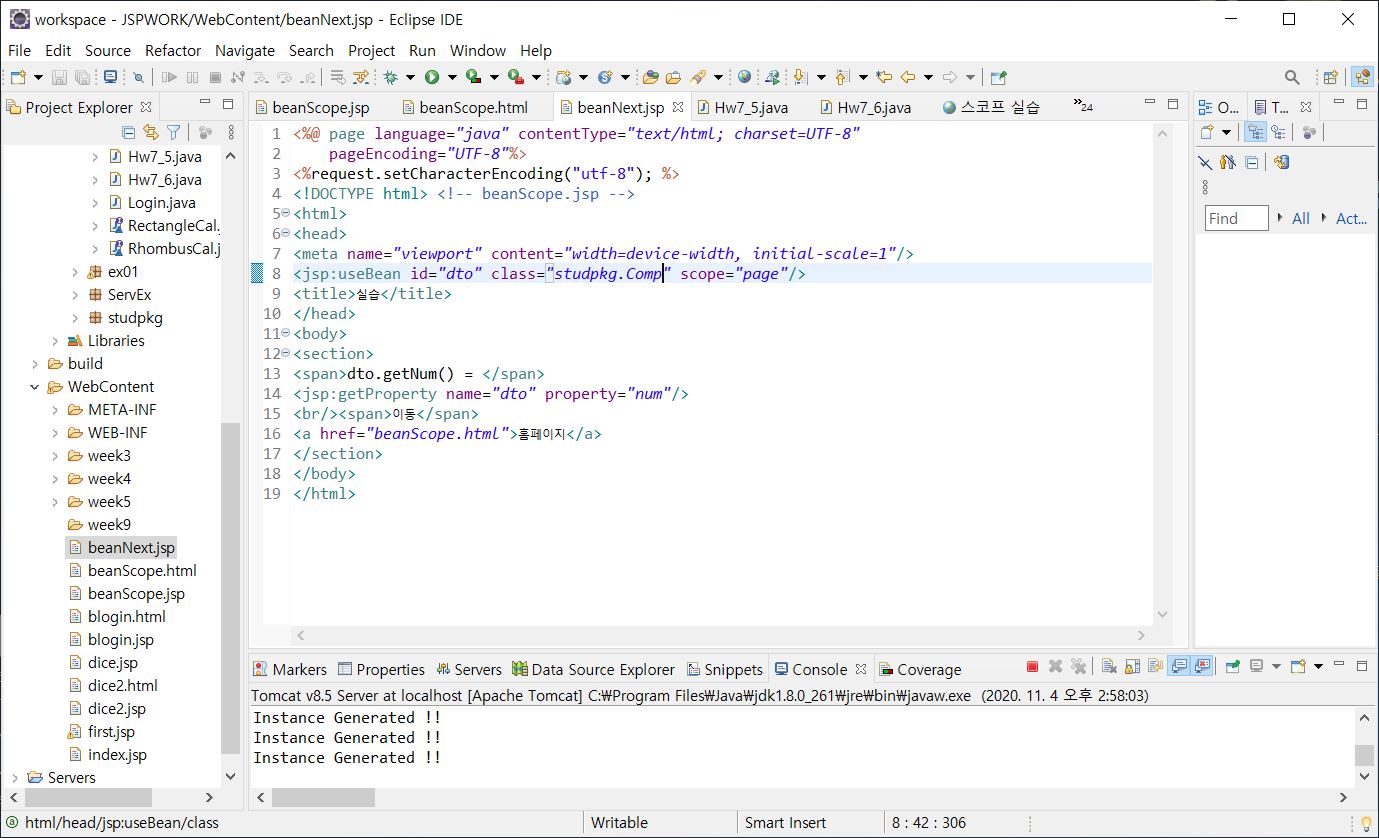 workspace - JSPWORK/WebContent/beanNext.jsp - Eclipse IDE
File Edit Source Refactor Navigate Search Project Run Window Help
Project Explorer
beanScope.jsp beanScope.html beanNext.jsp Hw7_5.java Hw7_6.java 스코프 실습 »24
O... T...
Hw7_5.java
Hw7_6.java
Login.java
RectangleCal.
RhombusCal.j
ex01
ServEx
studpkg
Libraries
build
WebContent
META-INF
WEB-INF
week3
week4
week5
week9
beanNext.jsp
beanScope.html
beanScope.jsp
blogin.html
blogin.jsp
dice.jsp
dice2.html
dice2.jsp
first.jsp
index.jsp
Servers
1 <%@ page language="java" contentType="text/html; charset=UTF-8"
2     pageEncoding="UTF-8"%>
3 <%request.setCharacterEncoding("utf-8"); %>
4 <!DOCTYPE html> <!-- beanScope.jsp -->
5 <html>
6 <head>
7 <meta name="viewport" content="width=device-width, initial-scale=1"/>
8 <jsp:useBean id="dto" class="studpkg.Comp" scope="page"/>
9 <title>실습</title>
10 </head>
11 <body>
12 <section>
13 <span>dto.getNum() = </span>
14 <jsp:getProperty name="dto" property="num"/>
15 <br/><span>이동</span>
16 <a href="beanScope.html">홈페이지</a>
17 </section>
18 </body>
19 </html>
Find All Act...
Markers Properties Servers Data Source Explorer Snippets Console Coverage
Tomcat v8.5 Server at localhost [Apache Tomcat] C:₩Program Files₩Java₩jdk1.8.0_261₩jre₩bin₩javaw.exe (2020. 11. 4 오후 2:58:03)
Instance Generated !!
Instance Generated !!
Instance Generated !!
html/head/jsp:useBean/class Writable Smart Insert 8 : 42 : 306